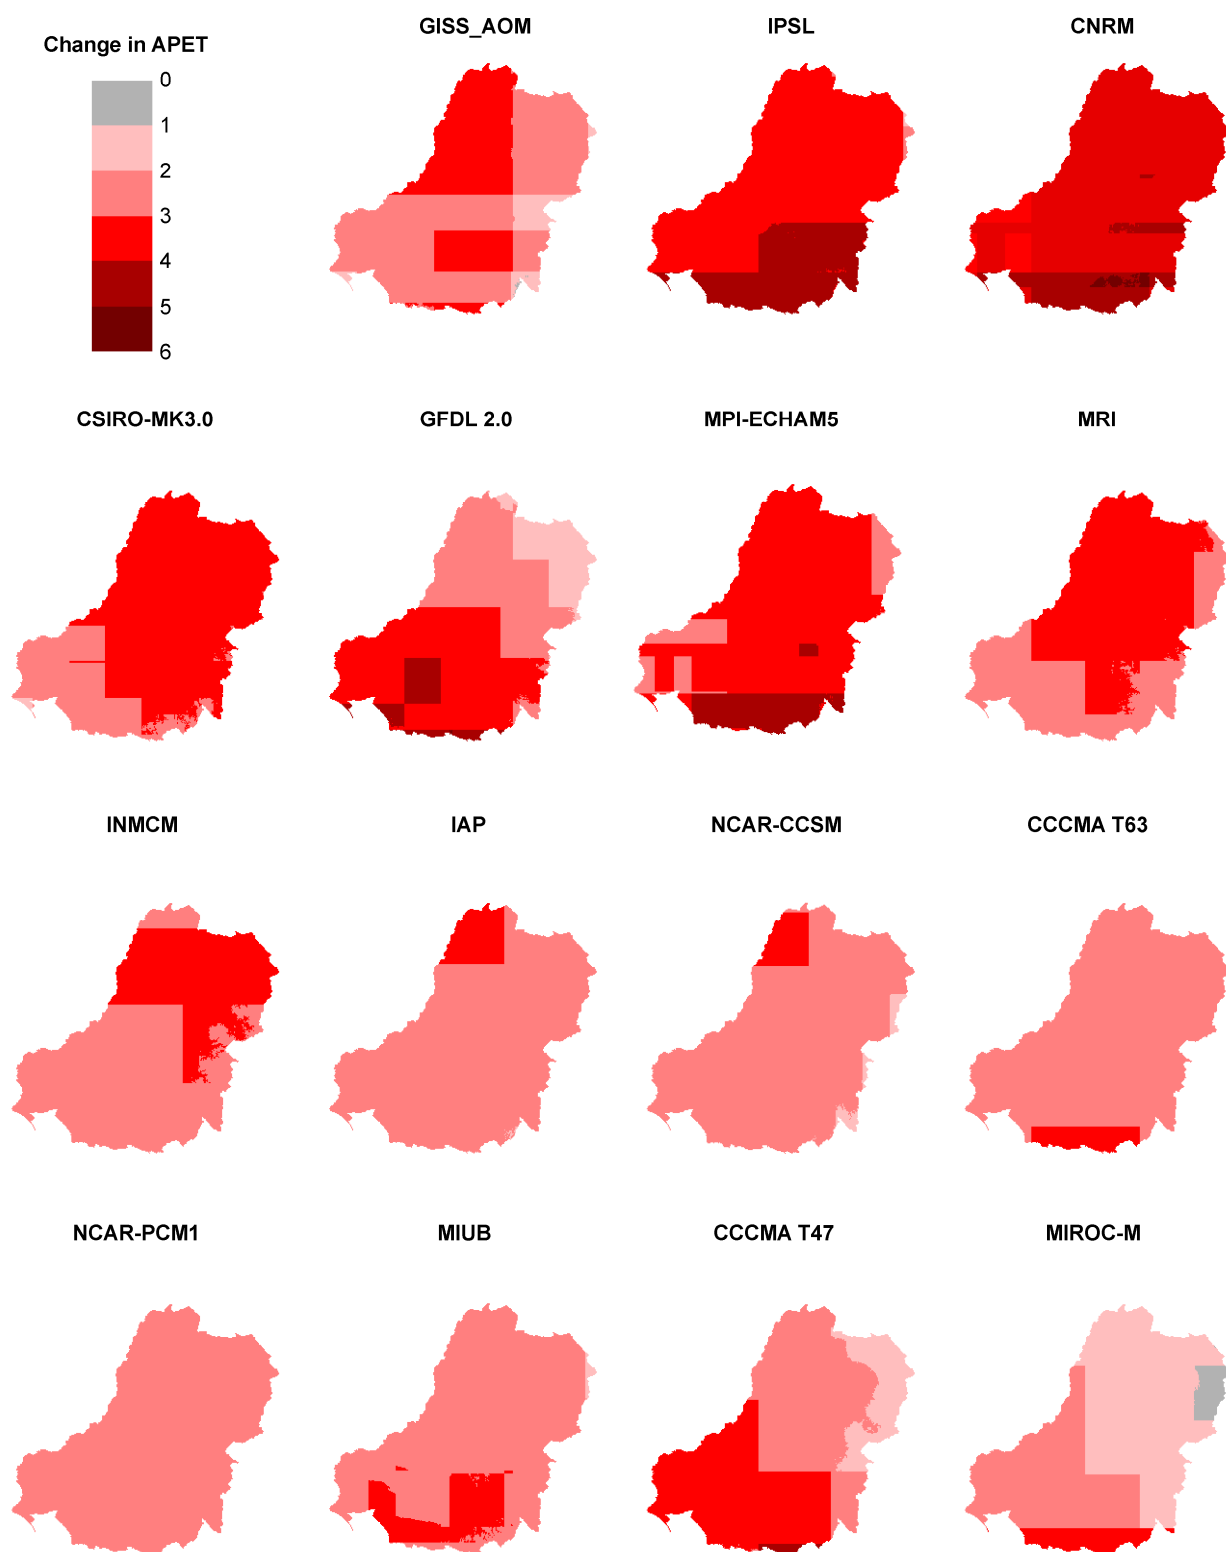 GISS_AOM
IPSL
CNRM
Change in APET
0
1
2
3
4
5
6
CSIRO-MK3.0
GFDL 2.0
MPI-ECHAM5
MRI
INMCM
IAP
NCAR-CCSM
CCCMA T63
NCAR-PCM1
MIUB
CCCMA T47
MIROC-M